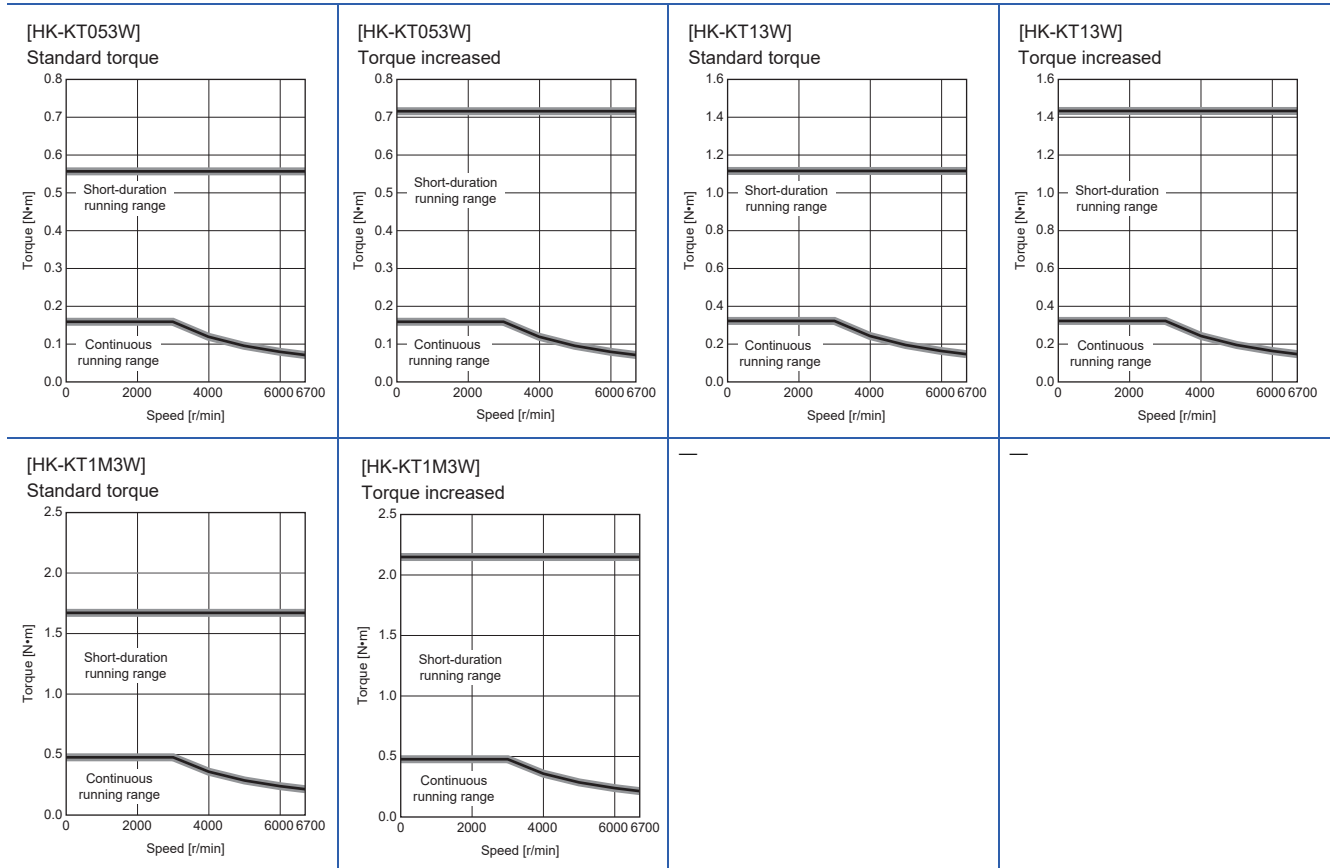 [HK-KT053W]
Standard torque
0.8
0.7
0.6
0.5
0.4
0.3
0.2
0.1
0.0
Torque [N•m]
Short-duration
running range
Continuous
running range
0 2000 4000 6000 6700
Speed [r/min]
[HK-KT053W]
Torque increased
0.8
0.7
0.6
0.5
0.4
0.3
0.2
0.1
0.0
Torque [N•m]
Short-duration
running range
Continuous
running range
0 2000 4000 6000 6700
Speed [r/min]
[HK-KT13W]
Standard torque
1.6
1.4
1.2
1.0
0.8
0.6
0.4
0.2
0.0
Torque [N•m]
Short-duration
running range
Continuous
running range
0 2000 4000 6000 6700
Speed [r/min]
[HK-KT13W]
Torque increased
1.6
1.4
1.2
1.0
0.8
0.6
0.4
0.2
0.0
Torque [N•m]
Short-duration
running range
Continuous
running range
0 2000 4000 6000 6700
Speed [r/min]
[HK-KT1M3W]
Standard torque
2.5
2.0
1.5
1.0
0.5
0.0
Torque [N•m]
Short-duration
running range
Continuous
running range
0 2000 4000 6000 6700
Speed [r/min]
[HK-KT1M3W]
Torque increased
2.5
2.0
1.5
1.0
0.5
0.0
Torque [N•m]
Short-duration
running range
Continuous
running range
0 2000 4000 6000 6700
Speed [r/min]
—
—